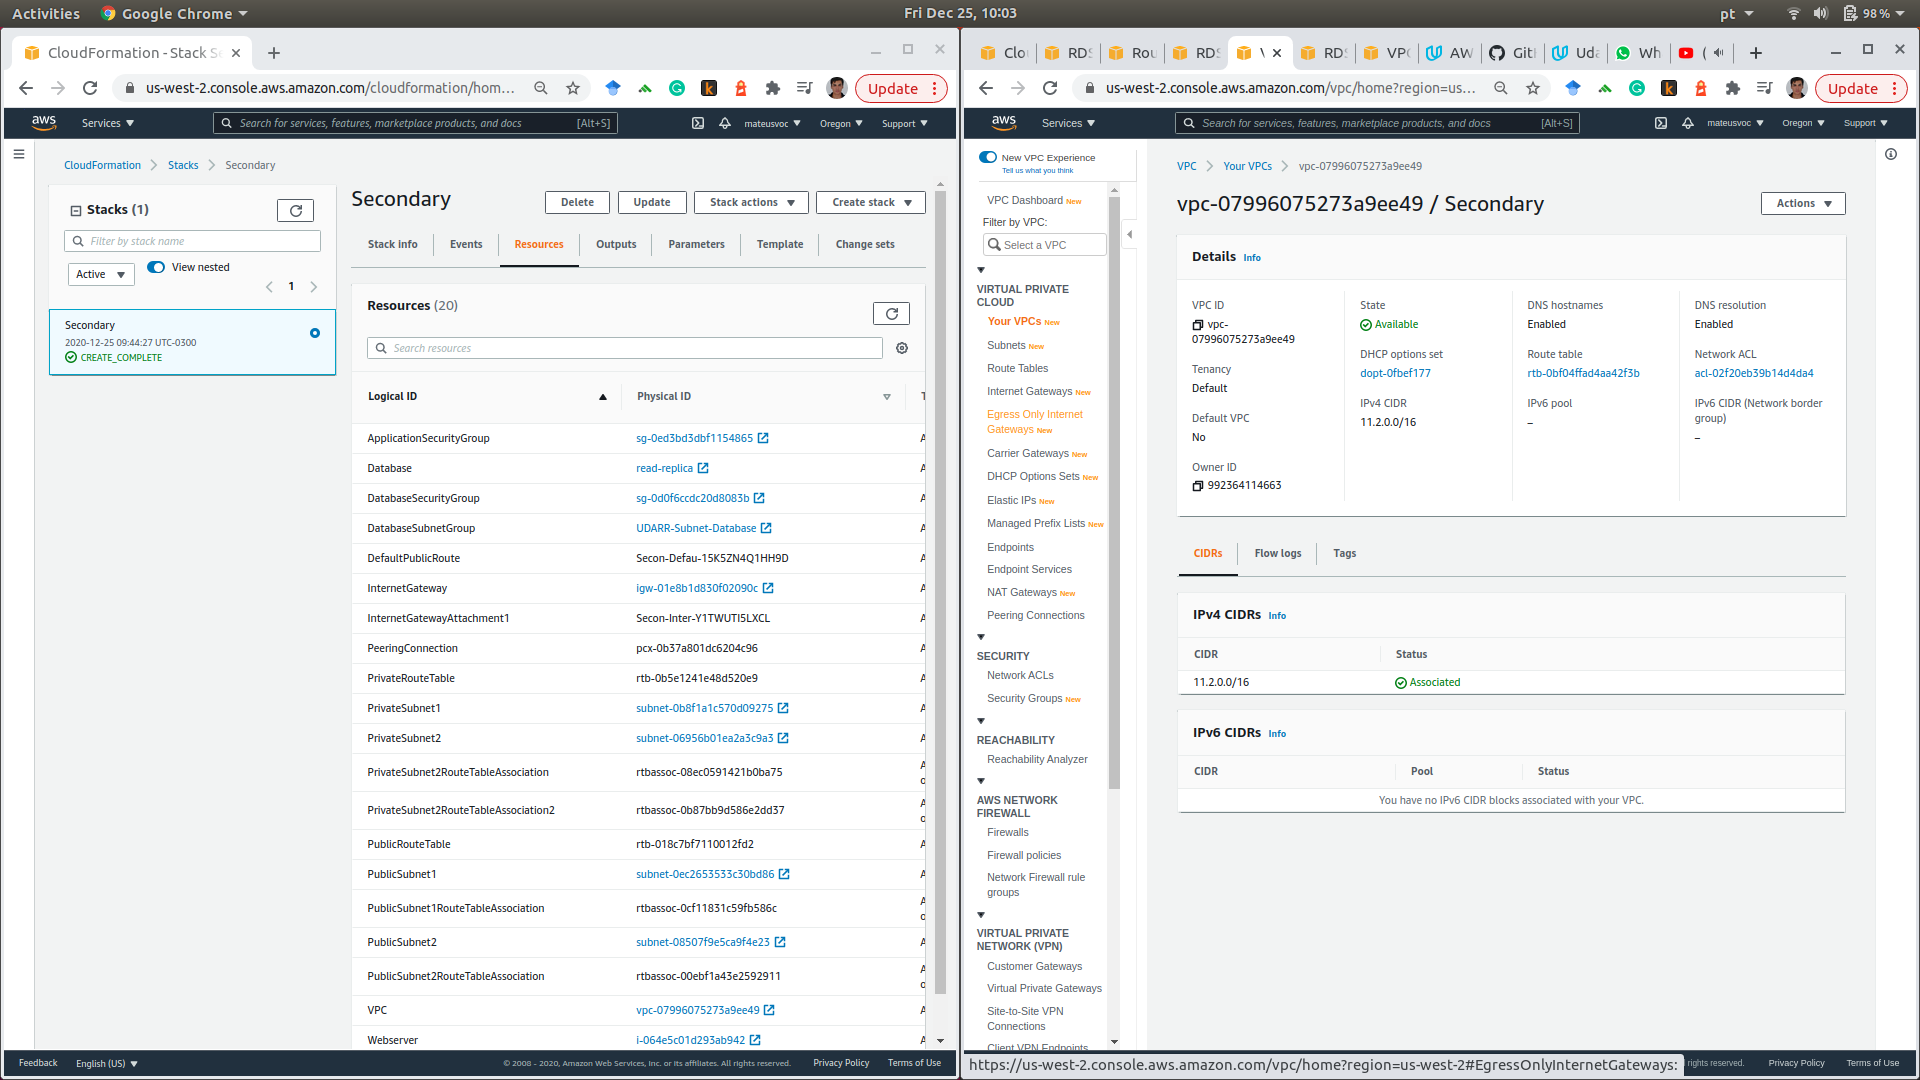 Activities
Google Chrome
Fri Dec 25, 10:03
pt
98 %
CloudFormation - Stack S
us-west-2.console.aws.amazon.com/cloudformation/hom...
Update
aws
Services
Search for services, features, marketplace products, and docs
[Alt+S]
mateusvoc
Oregon
Support
CloudFormation
Stacks
Secondary
Stacks (1)
Filter by stack name
Active
View nested
1
Secondary
2020-12-25 09:44:27 UTC-0300
CREATE_COMPLETE
Secondary
Delete
Update
Stack actions
Create stack
Stack info
Events
Resources
Outputs
Parameters
Template
Change sets
Resources (20)
Search resources
Logical ID
Physical ID
ApplicationSecurityGroup
sg-0ed3bd3dbf1154865
Database
read-replica
DatabaseSecurityGroup
sg-0d0f6ccdc20d8083b
DatabaseSubnetGroup
UDARR-Subnet-Database
DefaultPublicRoute
Secon-Defau-15K5ZN4Q1HH9D
InternetGateway
igw-01e8b1d830f02090c
InternetGatewayAttachment1
Secon-Inter-Y1TWUTI5LXCL
PeeringConnection
pcx-0b37a801dc6204c96
PrivateRouteTable
rtb-0b5e1241e48d520e9
PrivateSubnet1
subnet-0b8f1a1c570d09275
PrivateSubnet2
subnet-06956b01ea2a3c9a3
PrivateSubnet2RouteTableAssociation
rtbassoc-08ec0591421b0ba75
PrivateSubnet2RouteTableAssociation2
rtbassoc-0b87bb9d586e2dd37
PublicRouteTable
rtb-018c7bf7110012fd2
PublicSubnet1
subnet-0ec2653533c30bd86
PublicSubnet1RouteTableAssociation
rtbassoc-0cf11831c59fb586c
PublicSubnet2
subnet-08507f9e5ca9f4e23
PublicSubnet2RouteTableAssociation
rtbassoc-00ebf1a43e2592911
VPC
vpc-07996075273a9ee49
Webserver
i-064e5c01d293ab942
Feedback
English (US)
© 2008 - 2020, Amazon Web Services, Inc. or its affiliates. All rights reserved.
Privacy Policy
Terms of Use
Clo
RDS
Rou
RDS
V
RDS
VPC
AW
Git
Uda
Wh
us-west-2.console.aws.amazon.com/vpc/home?region=us...
Update
aws
Services
Search for services, features, marketplace products, and docs
[Alt+S]
mateusvoc
Oregon
Support
New VPC Experience
Tell us what you think
VPC Dashboard New
Filter by VPC:
Select a VPC
VIRTUAL PRIVATE
CLOUD
Your VPCs New
Subnets New
Route Tables
Internet Gateways New
Egress Only Internet
Gateways New
Carrier Gateways New
DHCP Options Sets New
Elastic IPs New
Managed Prefix Lists New
Endpoints
Endpoint Services
NAT Gateways New
Peering Connections
SECURITY
Network ACLs
Security Groups New
REACHABILITY
Reachability Analyzer
AWS NETWORK
FIREWALL
Firewalls
Firewall policies
Network Firewall rule
groups
VIRTUAL PRIVATE
NETWORK (VPN)
Customer Gateways
Virtual Private Gateways
Site-to-Site VPN
Connections
Client VPN Endpoints
VPC
Your VPCs
vpc-07996075273a9ee49
vpc-07996075273a9ee49 / Secondary
Actions
Details Info
VPC ID
vpc-
07996075273a9ee49
State
Available
DNS hostnames
Enabled
DNS resolution
Enabled
Tenancy
Default
DHCP options set
dopt-0fbef177
Route table
rtb-0bf04ffad4aa42f3b
Network ACL
acl-02f20eb39b14d4da4
Default VPC
No
IPv4 CIDR
11.2.0.0/16
IPv6 pool
–
IPv6 CIDR (Network border
group)
–
Owner ID
992364114663
CIDRs
Flow logs
Tags
IPv4 CIDRs Info
CIDR
Status
11.2.0.0/16
Associated
IPv6 CIDRs Info
CIDR
Pool
Status
You have no IPv6 CIDR blocks associated with your VPC.
https://us-west-2.console.aws.amazon.com/vpc/home?region=us-west-2#EgressOnlyInternetGateways:
rights reserved.
Privacy Policy
Terms of Use